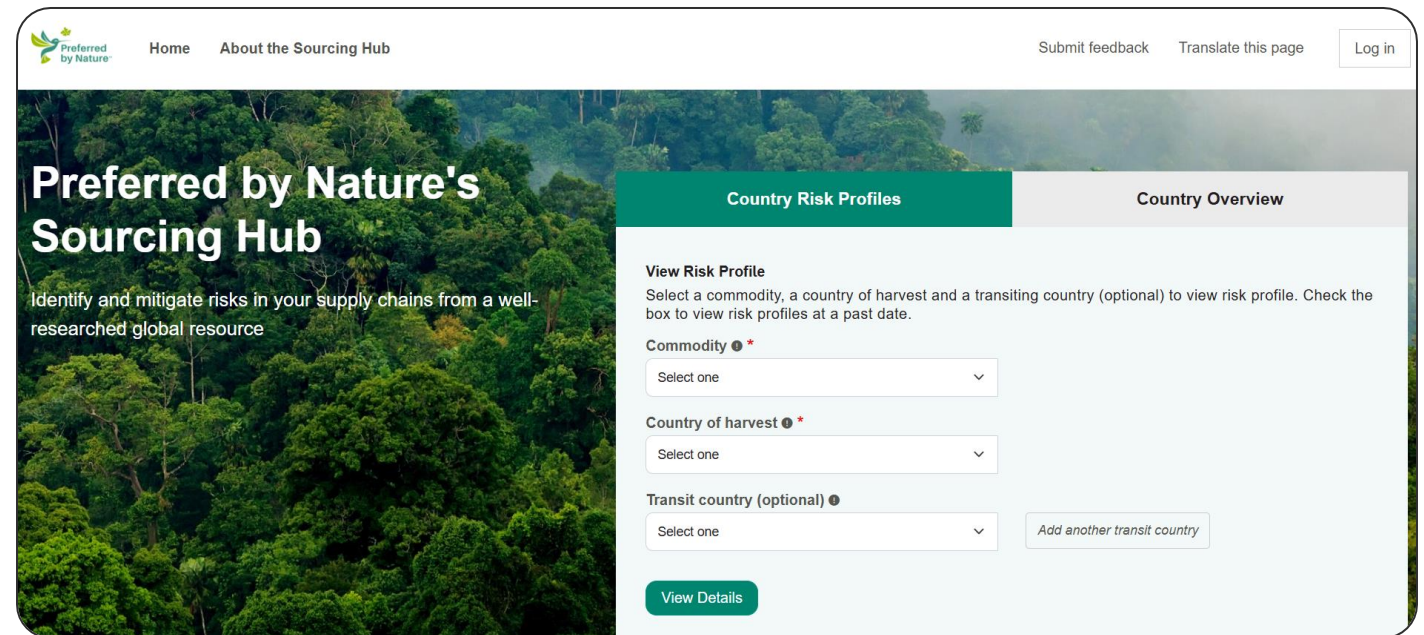 Preferred
by Nature™
Home
About the Sourcing Hub
Submit feedback
Translate this page
Log in
Preferred by Nature's
Sourcing Hub
Identify and mitigate risks in your supply chains from a well-
researched global resource
Country Risk Profiles
Country Overview
View Risk Profile
Select a commodity, a country of harvest and a transiting country (optional) to view risk profile. Check the
box to view risk profiles at a past date.
Commodity *
Select one
Country of harvest *
Select one
Transit country (optional)
Select one
Add another transit country
View Details